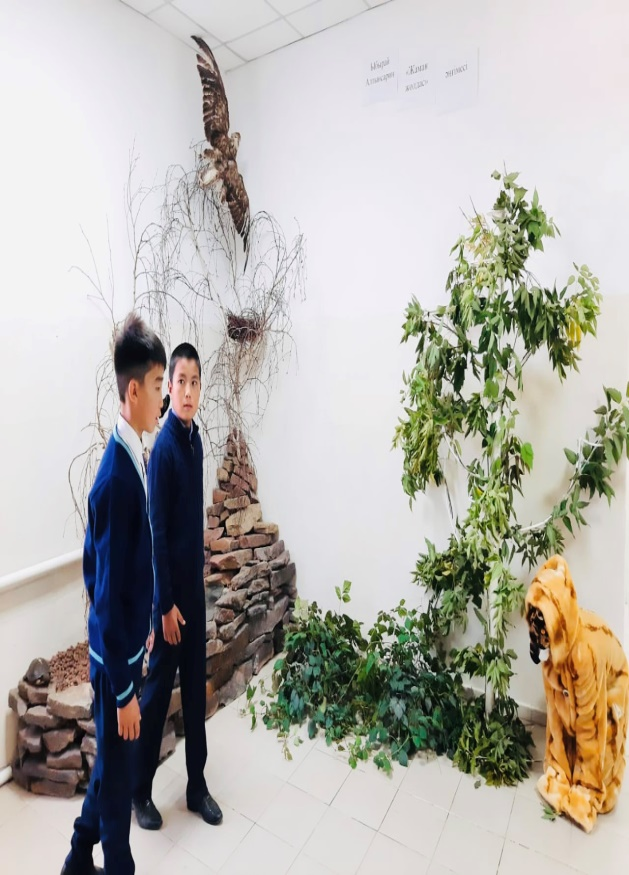 Ыбырай
Алтынсарин
«Жаман
жолдас»
әңгімесі